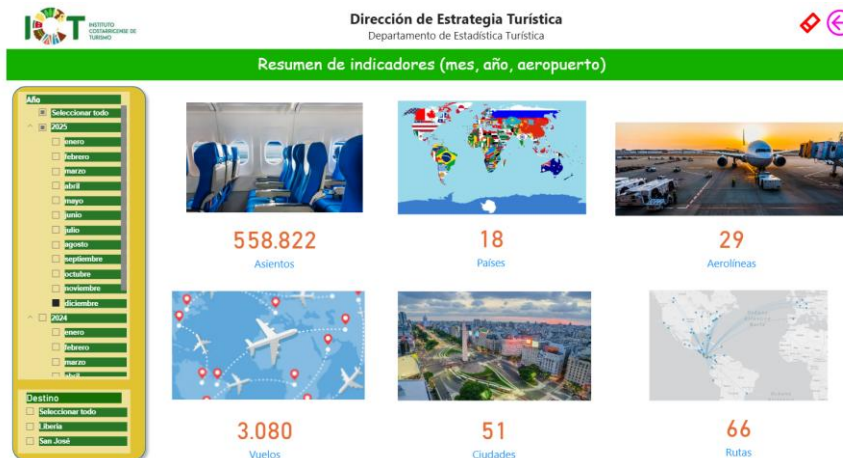 ICT
INSTITUTO
COSTARRICENSE DE
TURISMO
Dirección de Estrategia Turística
Departamento de Estadística Turística
Resumen de indicadores (mes, año, aeropuerto)
Año
Seleccionar todo
2025
enero
febrero
marzo
abril
mayo
junio
julio
agosto
septiembre
octubre
noviembre
diciembre
2024
enero
febrero
marzo
abril
Destino
Seleccionar todo
Liberia
San José
558.822
Asientos
18
Países
29
Aerolíneas
3.080
Vuelos
51
Ciudades
66
Rutas